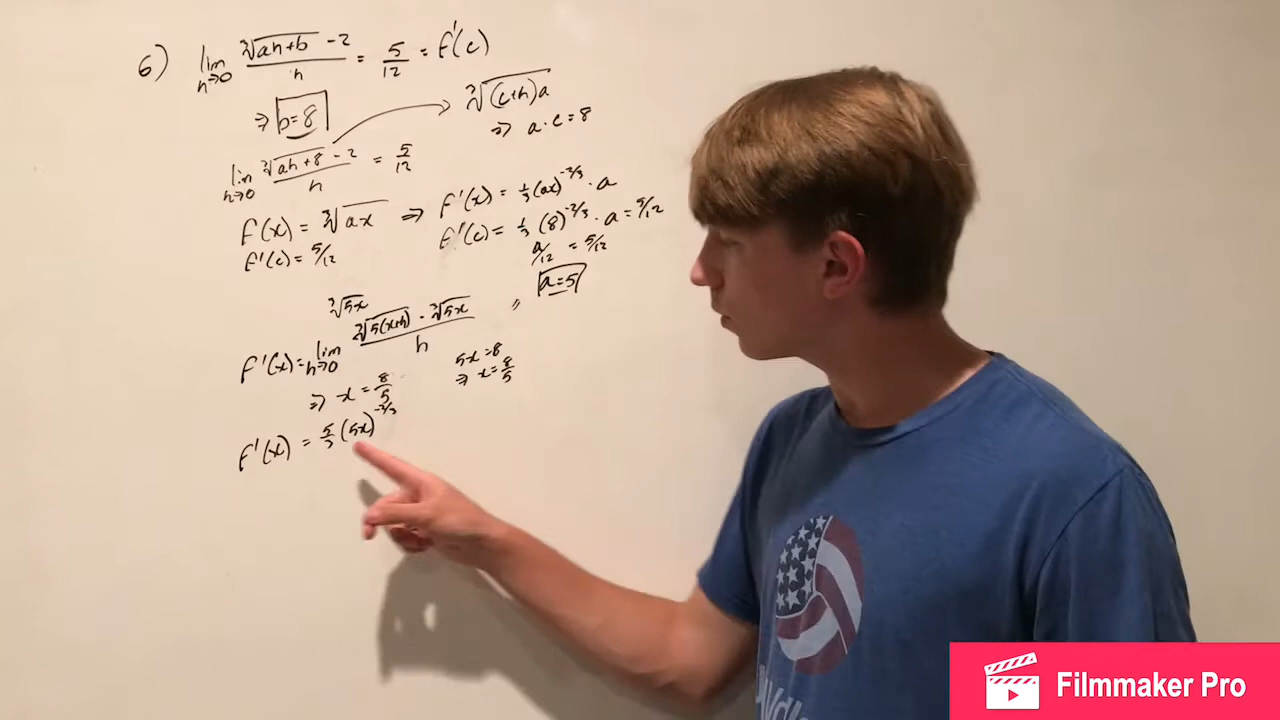 6) lim h→0 ∛(ah+b) - 2 / h = 5/12 = f'(c)
⇒ b=8
∛((c+h)a)
⇒ a·c=8
lim h→0 ∛(ah+8) - 2 / h = 5/12
f(x) = ∛(ax) ⇒ f'(x) = 1/3(ax)^(-2/3) · a
f'(c) = 5/12
f'(c) = 1/3 (8)^(-2/3) · a = 5/12
a/12 = 5/12
a=5
∛(5x)
f'(x) = lim h→0 ∛(5(x+h)) - ∛(5x) / h =
5x=8
⇒ x = 8/5
⇒ x = 8/5
f'(x) = 5/3 (5x)^(-2/3)
Filmmaker Pro